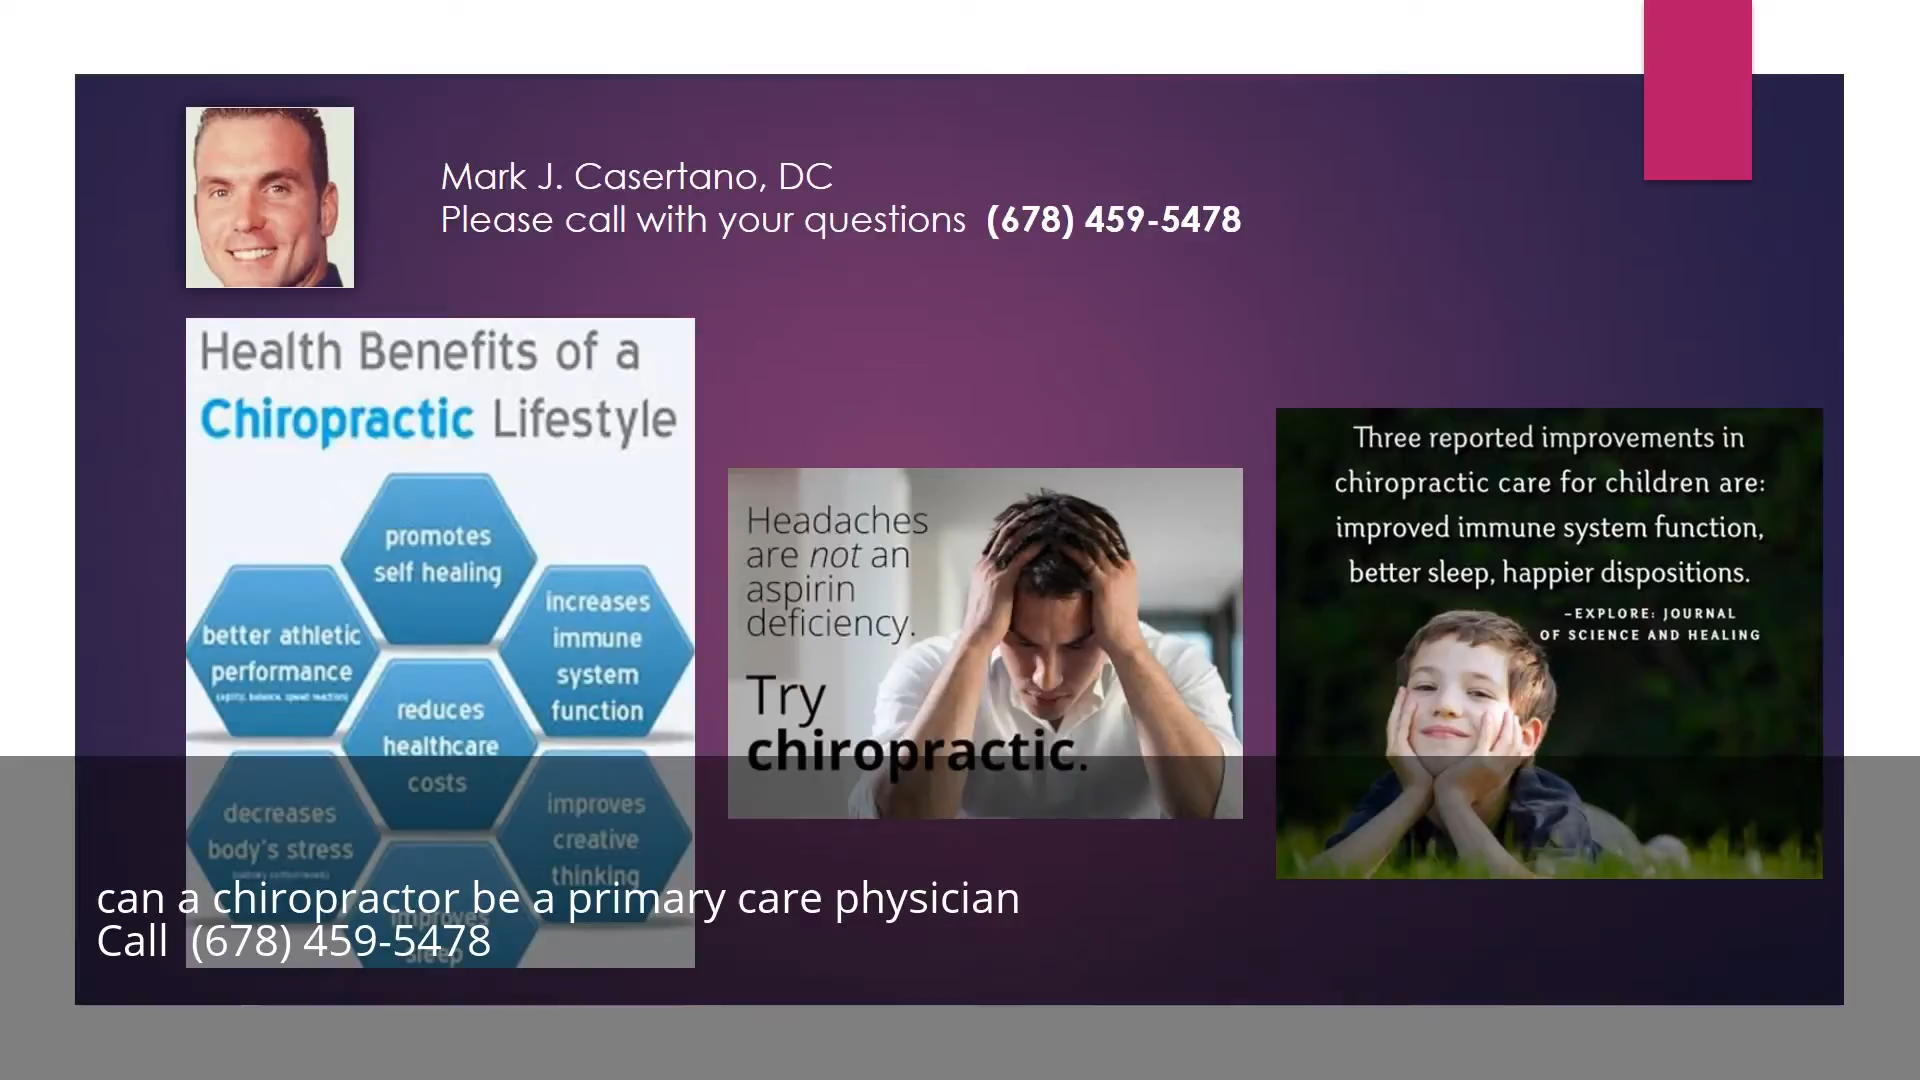 Mark J. Casertano, DC
Please call with your questions (678) 459-5478
Health Benefits of a
Chiropractic Lifestyle
promotes
self healing
better athletic
performance
increases
immune
system
function
reduces
healthcare
costs
decreases
body's stress
improves
creative
thinking
improves
sleep
Headaches
are not an
aspirin
deficiency.
Try
chiropractic.
Three reported improvements in
chiropractic care for children are:
improved immune system function,
better sleep, happier dispositions.
–EXPLORE: JOURNAL
OF SCIENCE AND HEALING
can a chiropractor be a primary care physician
Call (678) 459-5478